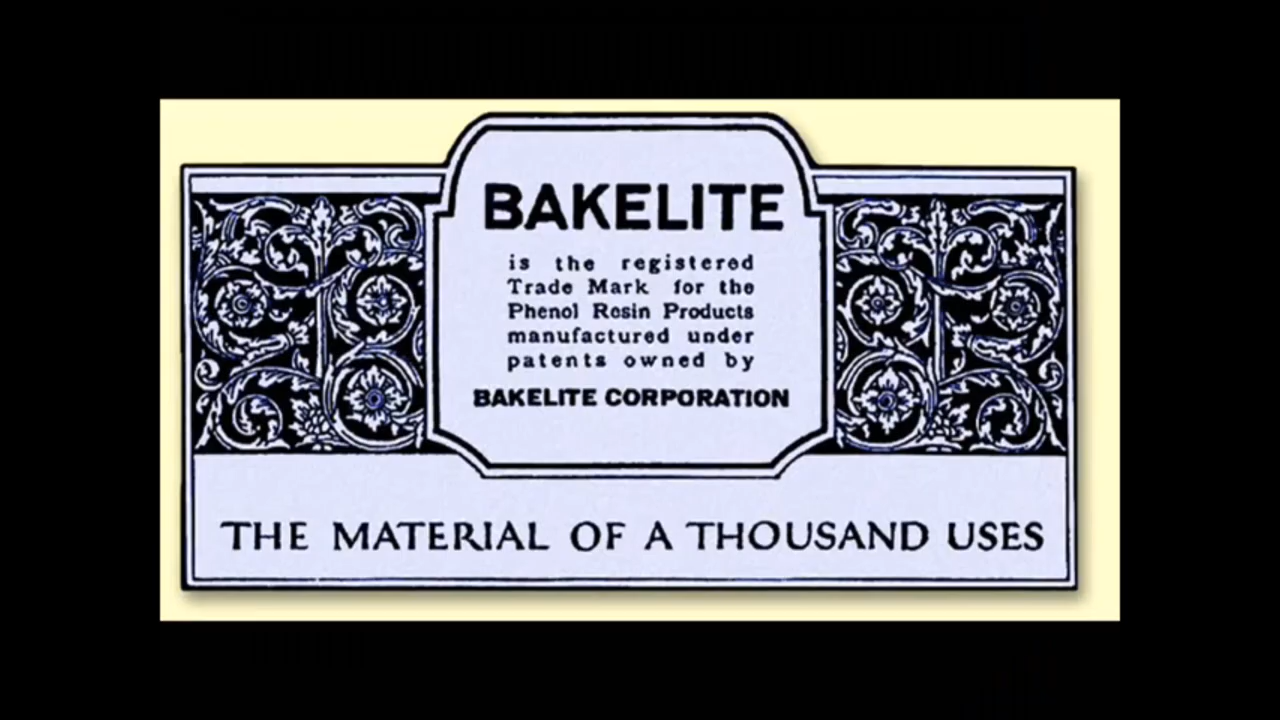 BAKELITE
is the registered
Trade Mark for the
Phenol Resin Products
manufactured under
patents owned by
BAKELITE CORPORATION
THE MATERIAL OF A THOUSAND USES